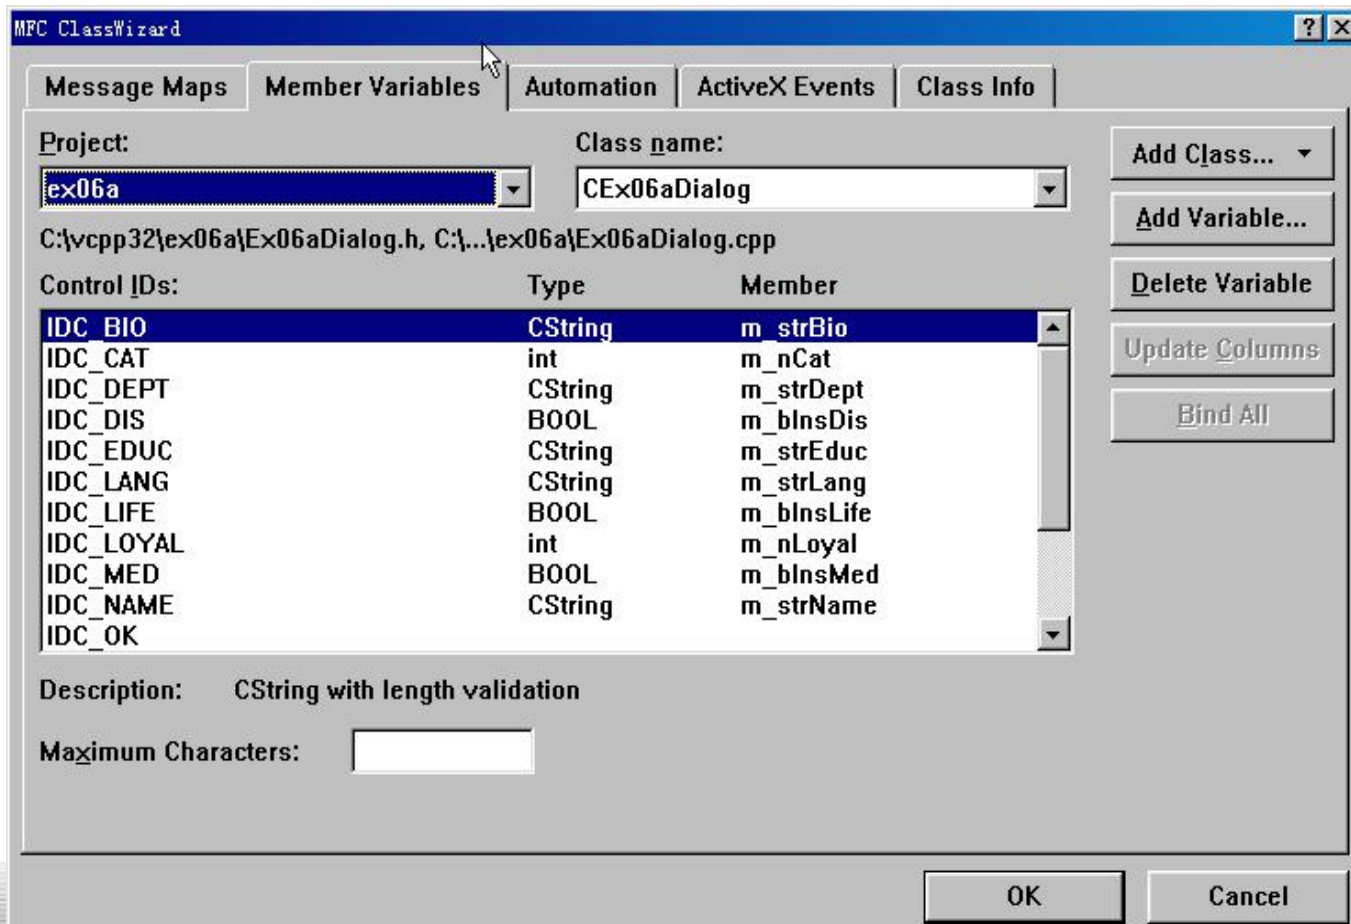 MFC ClassWizard
Message Maps Member Variables Automation ActiveX Events Class Info
Project: Class name:
ex06a CEx06aDialog
C:\vcpp32\ex06a\Ex06aDialog.h, C:\...\ex06a\Ex06aDialog.cpp
Control IDs: Type Member
IDC_BIO CString m_strBio
IDC_CAT int m_nCat
IDC_DEPT CString m_strDept
IDC_DIS BOOL m_bInsDis
IDC_EDUC CString m_strEduc
IDC_LANG CString m_strLang
IDC_LIFE BOOL m_bInsLife
IDC_LOYAL int m_nLoyal
IDC_MED BOOL m_bInsMed
IDC_NAME CString m_strName
IDC_OK
Add Class...
Add Variable...
Delete Variable
Update Columns
Bind All
Description: CString with length validation
Maximum Characters:
OK Cancel